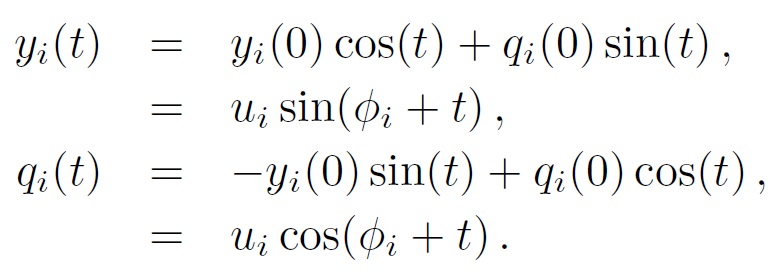 y_i(t) = y_i(0) cos(t) + q_i(0) sin(t) ,
= u_i sin(ϕ_i + t) ,
q_i(t) = −y_i(0) sin(t) + q_i(0) cos(t) ,
= u_i cos(ϕ_i + t) .